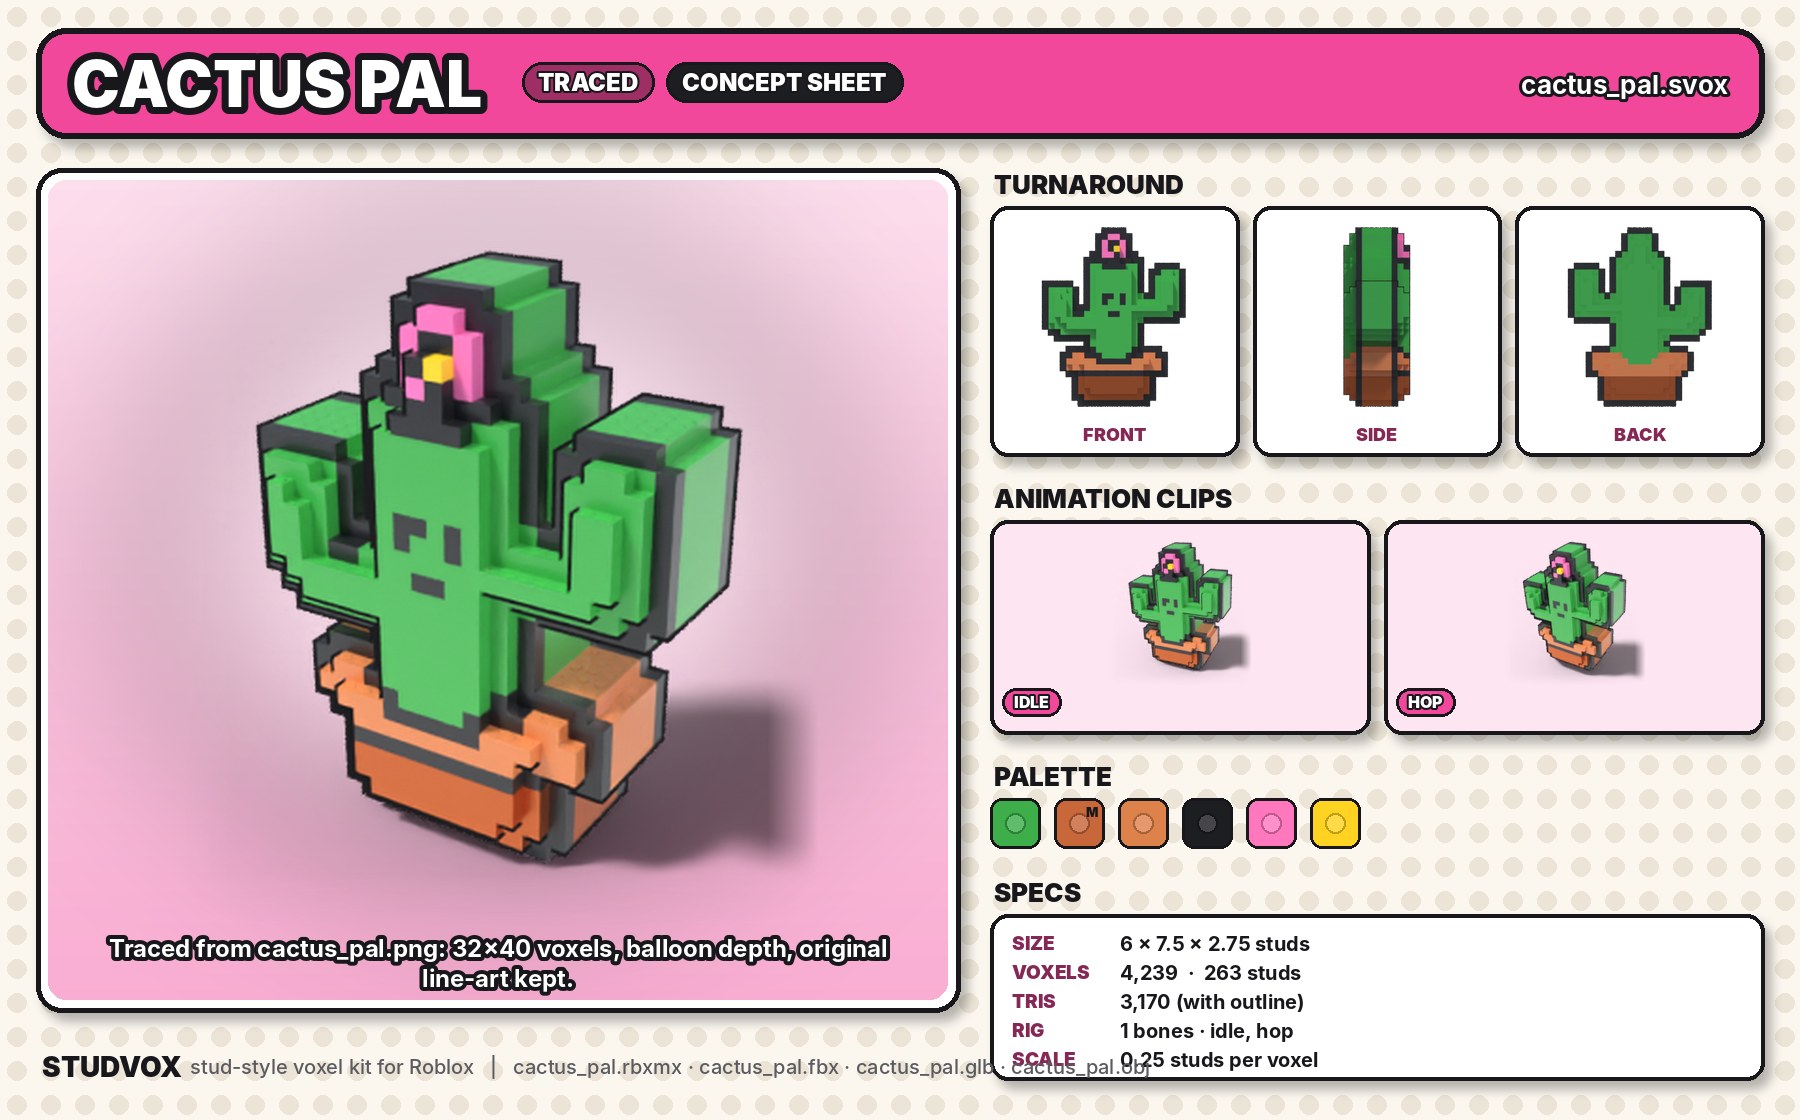 CACTUS PAL
TRACED
CONCEPT SHEET
cactus_pal.svox
Traced from cactus_pal.png: 32×40 voxels, balloon depth, original
line-art kept.
TURNAROUND
FRONT
SIDE
BACK
ANIMATION CLIPS
IDLE
HOP
PALETTE
M
SPECS
SIZE 6 × 7.5 × 2.75 studs
VOXELS 4,239 · 263 studs
TRIS 3,170 (with outline)
RIG 1 bones · idle, hop
SCALE 0.25 studs per voxel
STUDVOX stud-style voxel kit for Roblox | cactus_pal.rbxmx · cactus_pal.fbx · cactus_pal.glb · cactus_pal.obj